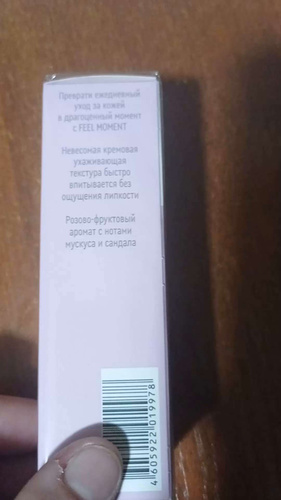 Преврати ежедневный
уход за кожей
в драгоценный момент
с FEEL MOMENT
Невесомая кремовая
ухаживающая
текстура быстро
впитывается без
ощущения липкости
Розово-фруктовый
аромат с нотами
мускуса и сандала
4 605922 019978